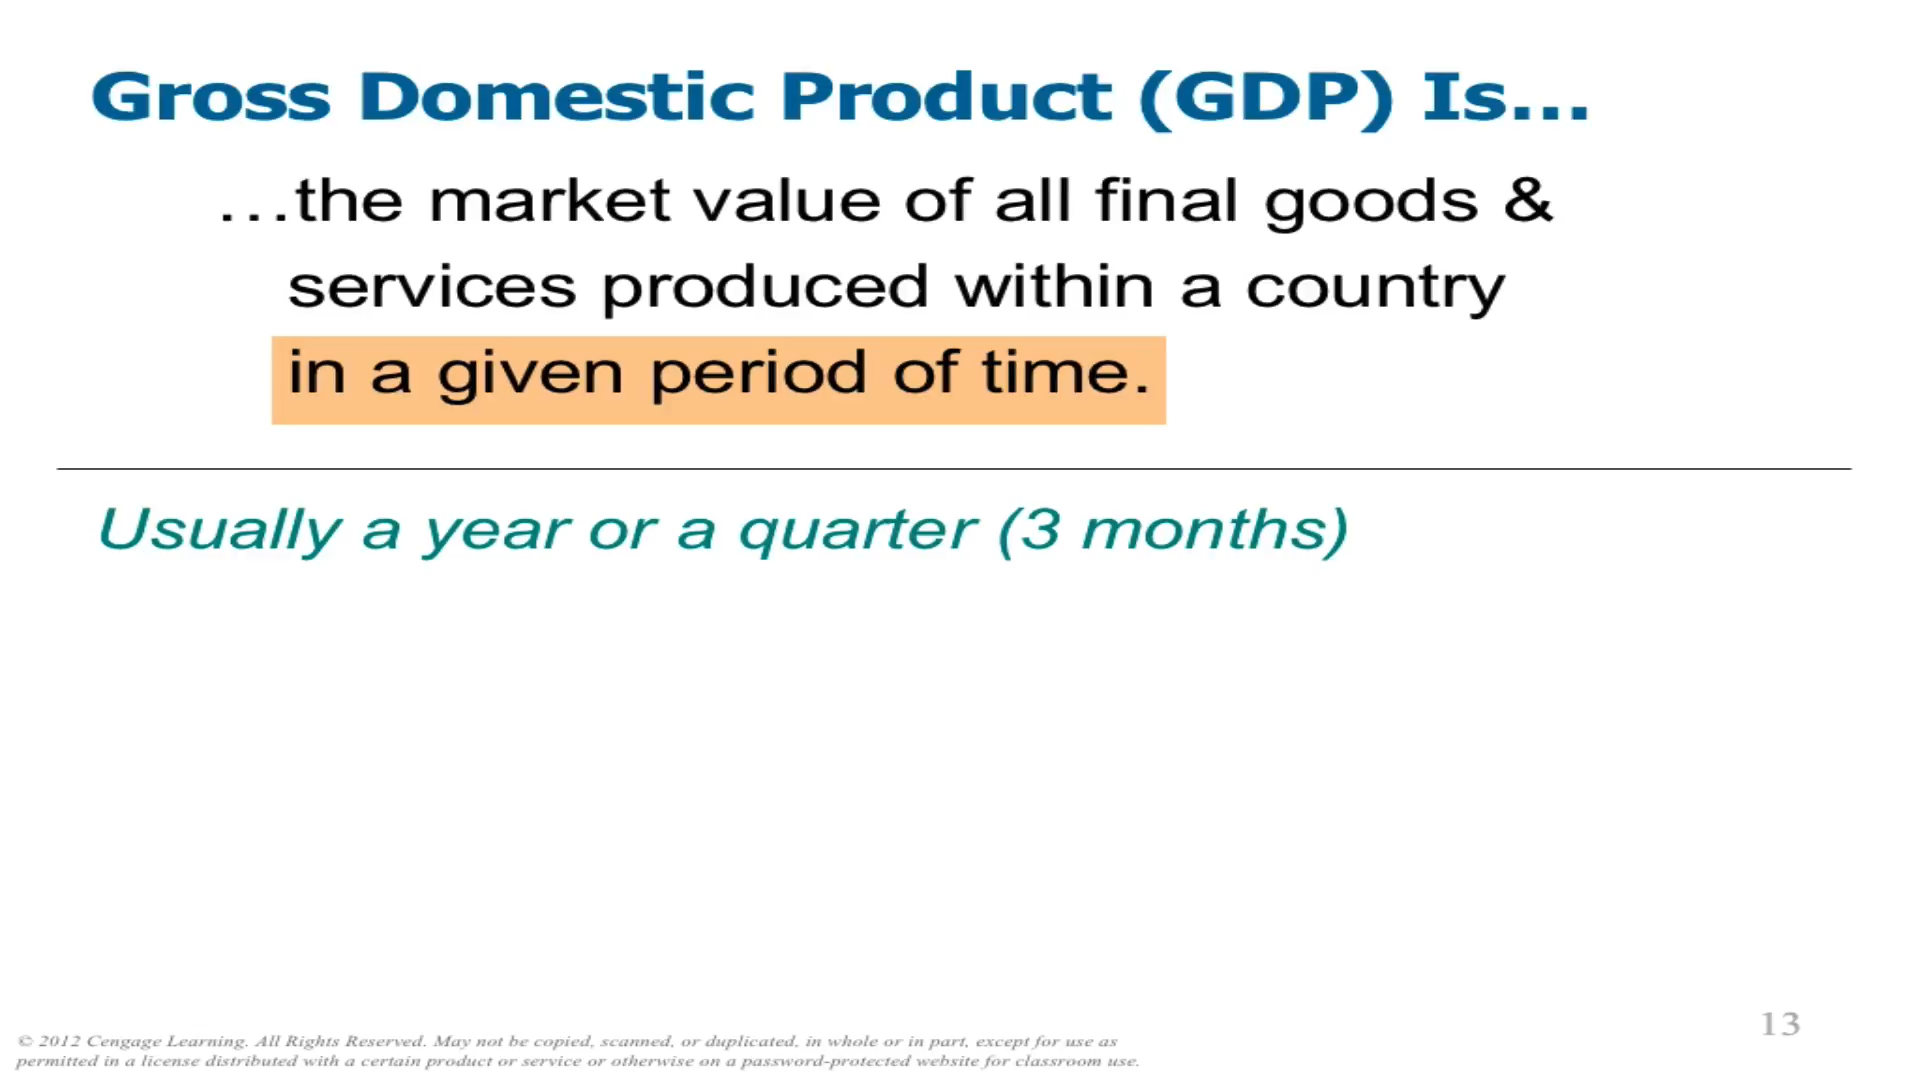 Gross Domestic Product (GDP) Is…
…the market value of all final goods &
services produced within a country
in a given period of time.
Usually a year or a quarter (3 months)
13
© 2012 Cengage Learning. All Rights Reserved. May not be copied, scanned, or duplicated, in whole or in part, except for use as
permitted in a license distributed with a certain product or service or otherwise on a password-protected website for classroom use.